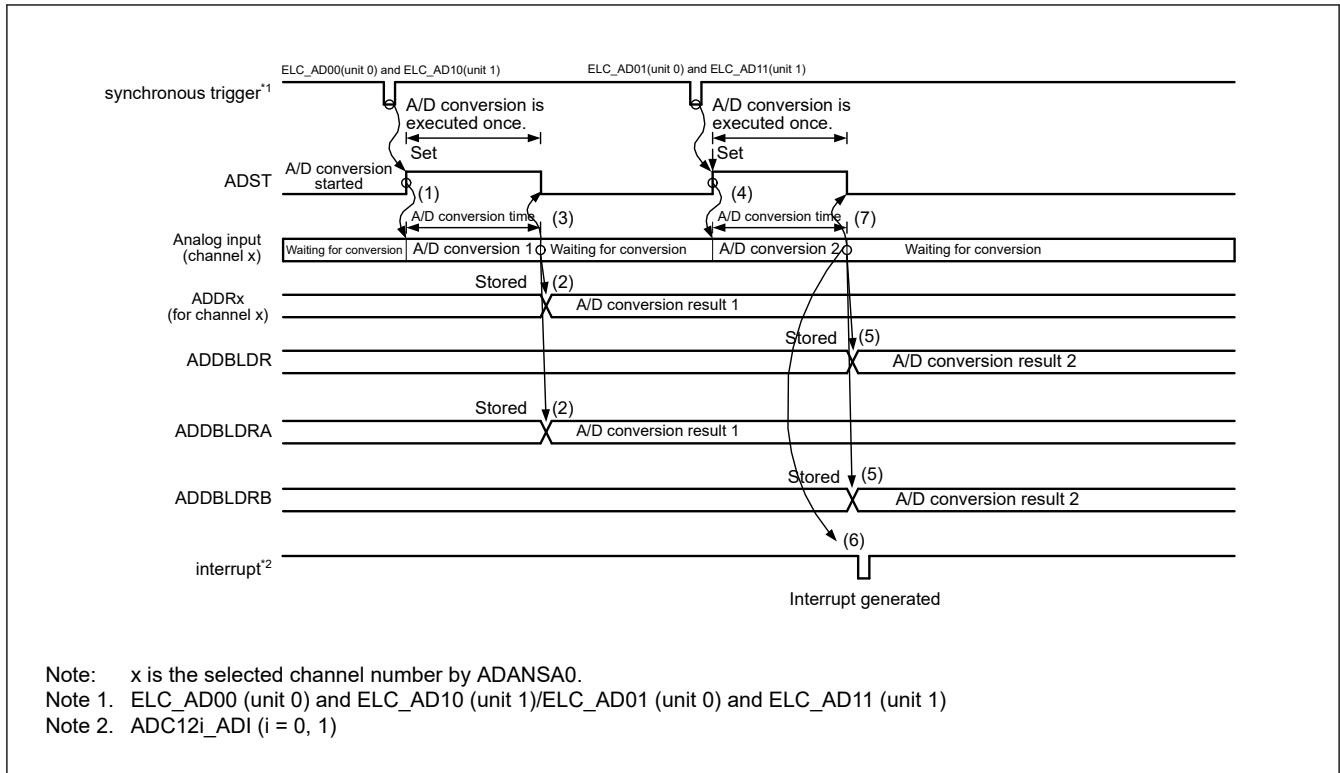 ELC_AD00(unit 0) and ELC_AD10(unit 1)
ELC_AD01(unit 0) and ELC_AD11(unit 1)
synchronous trigger*1
A/D conversion is
executed once.
A/D conversion is
executed once.
Set
Set
ADST
A/D conversion
started
(1)
(4)
A/D conversion time
(3)
A/D conversion time
(7)
Analog input
(channel x)
Waiting for conversion
A/D conversion 1
Waiting for conversion
A/D conversion 2
Waiting for conversion
Stored
(2)
ADDRx
(for channel x)
A/D conversion result 1
Stored
(5)
ADDBLDR
A/D conversion result 2
Stored
(2)
ADDBLDRA
A/D conversion result 1
Stored
(5)
ADDBLDRB
A/D conversion result 2
(6)
interrupt*2
Interrupt generated
Note: x is the selected channel number by ADANSA0.
Note 1. ELC_AD00 (unit 0) and ELC_AD10 (unit 1)/ELC_AD01 (unit 0) and ELC_AD11 (unit 1)
Note 2. ADC12i_ADI (i = 0, 1)